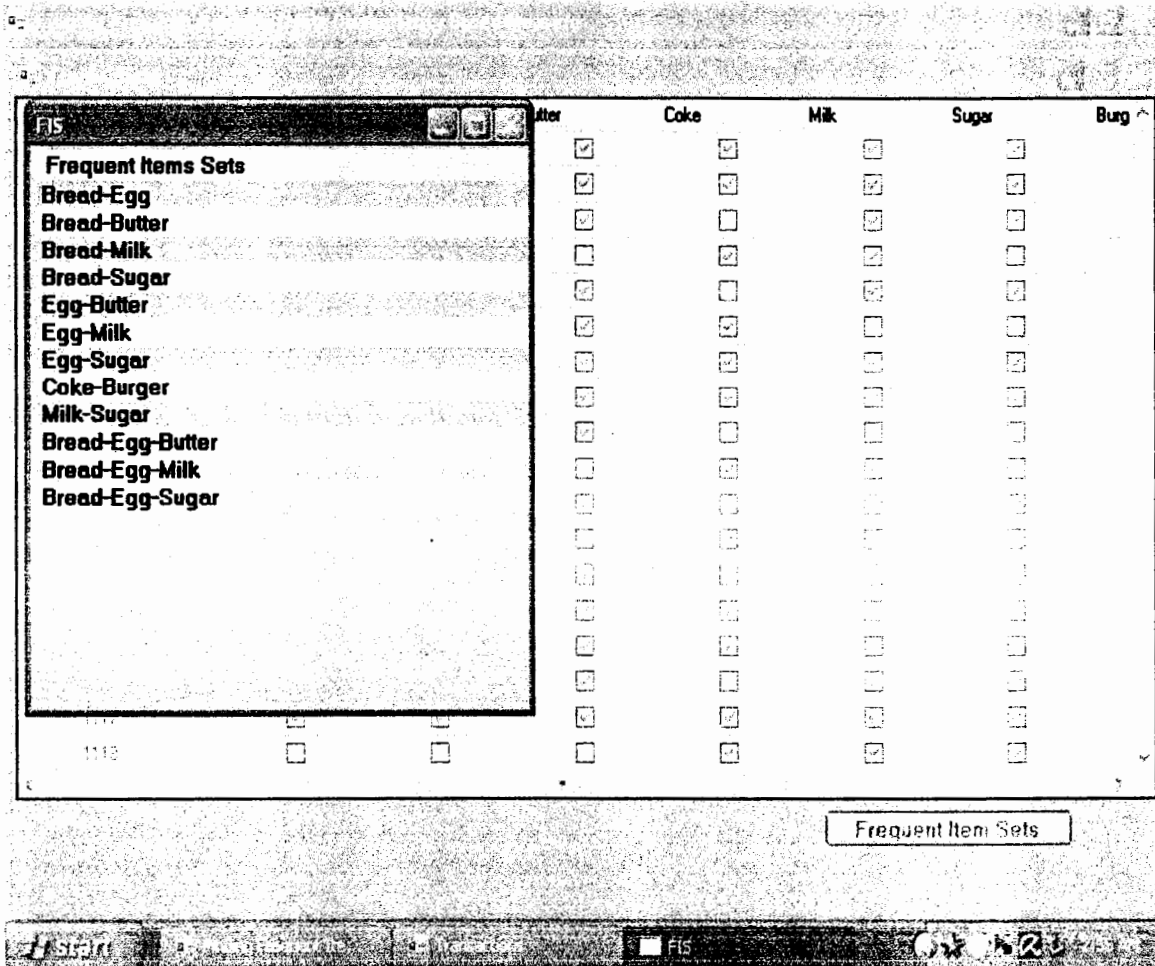 FIS
utter Coke Milk Sugar Burg
Frequent Items Sets
Bread-Egg
Bread-Butter
Bread-Milk
Bread-Sugar
Egg-Butter
Egg-Milk
Egg-Sugar
Coke-Burger
Milk-Sugar
Bread-Egg-Butter
Bread-Egg-Milk
Bread-Egg-Sugar
1118
Frequent Item Sets
start
FIS